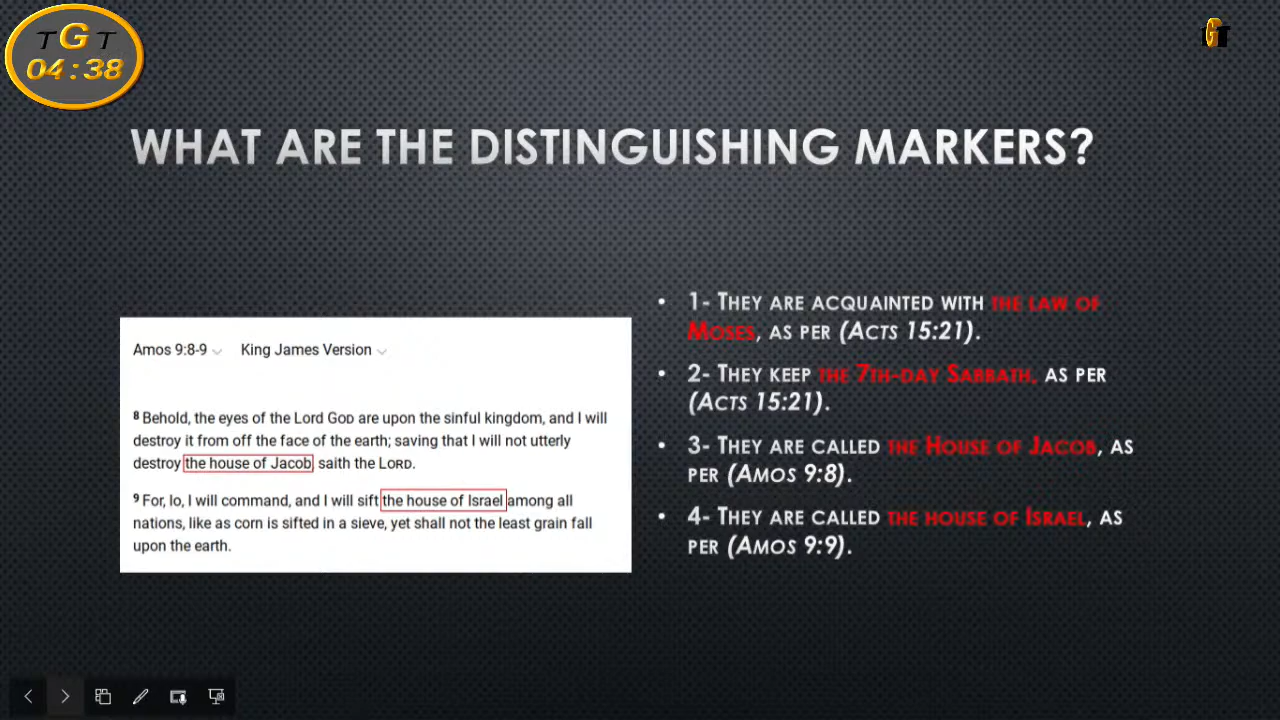 TGT
04:38
GT
WHAT ARE THE DISTINGUISHING MARKERS?
Amos 9:8-9 King James Version
8 Behold, the eyes of the Lord GOD are upon the sinful kingdom, and I will
destroy it from off the face of the earth; saving that I will not utterly
destroy the house of Jacob, saith the LORD.
9 For, lo, I will command, and I will sift the house of Israel among all
nations, like as corn is sifted in a sieve, yet shall not the least grain fall
upon the earth.
• 1- THEY ARE ACQUAINTED WITH THE LAW OF
MOSES, AS PER (ACTS 15:21).
• 2- THEY KEEP THE 7TH-DAY SABBATH, AS PER
(ACTS 15:21).
• 3- THEY ARE CALLED THE HOUSE OF JACOB, AS
PER (AMOS 9:8).
• 4- THEY ARE CALLED THE HOUSE OF ISRAEL, AS
PER (AMOS 9:9).